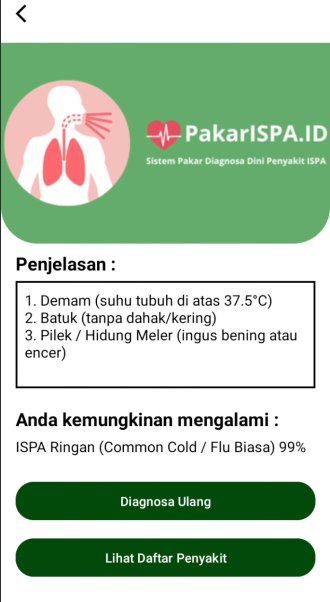 PakarISPA.ID
Sistem Pakar Diagnosa Dini Penyakit ISPA
Penjelasan :
1. Demam (suhu tubuh di atas 37.5°C)
2. Batuk (tanpa dahak/kering)
3. Pilek / Hidung Meler (ingus bening atau
encer)
Anda kemungkinan mengalami :
ISPA Ringan (Common Cold / Flu Biasa) 99%
Diagnosa Ulang
Lihat Daftar Penyakit